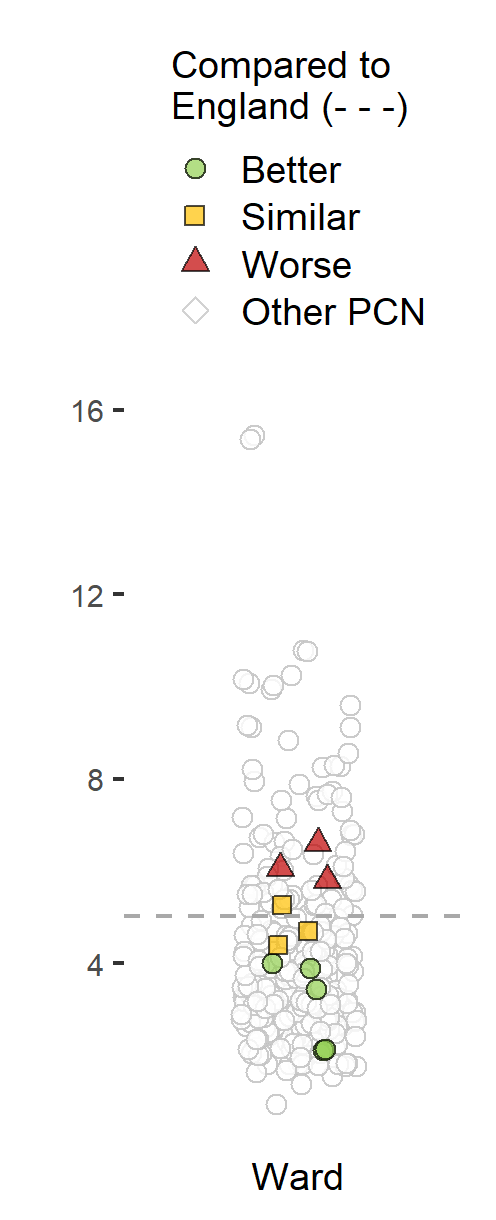 Compared to
England (- - -)
Better
Similar
Worse
Other PCN
16
12
8
4
Ward